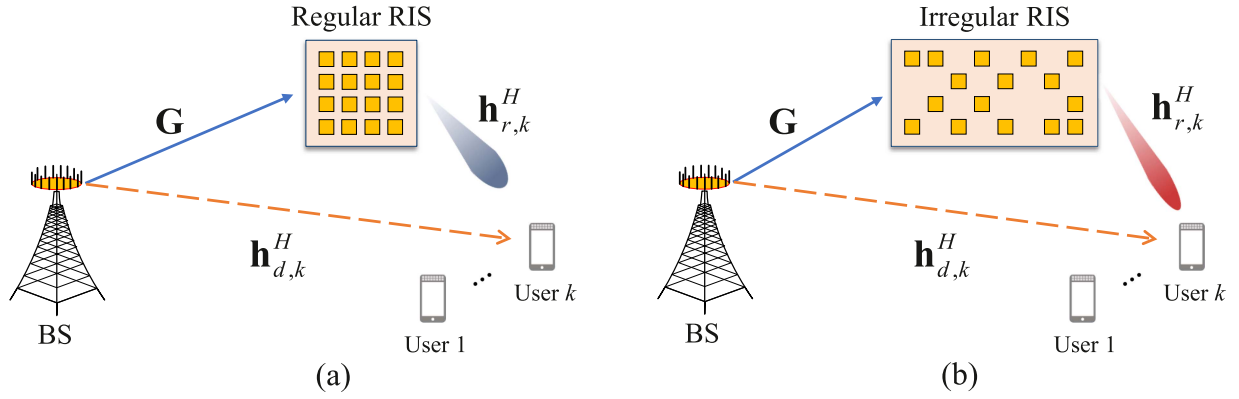 Regular RIS
G
h_{r,k}^H
h_{d,k}^H
BS
User 1
...
User k
(a)
Irregular RIS
G
h_{r,k}^H
h_{d,k}^H
BS
User 1
...
User k
(b)